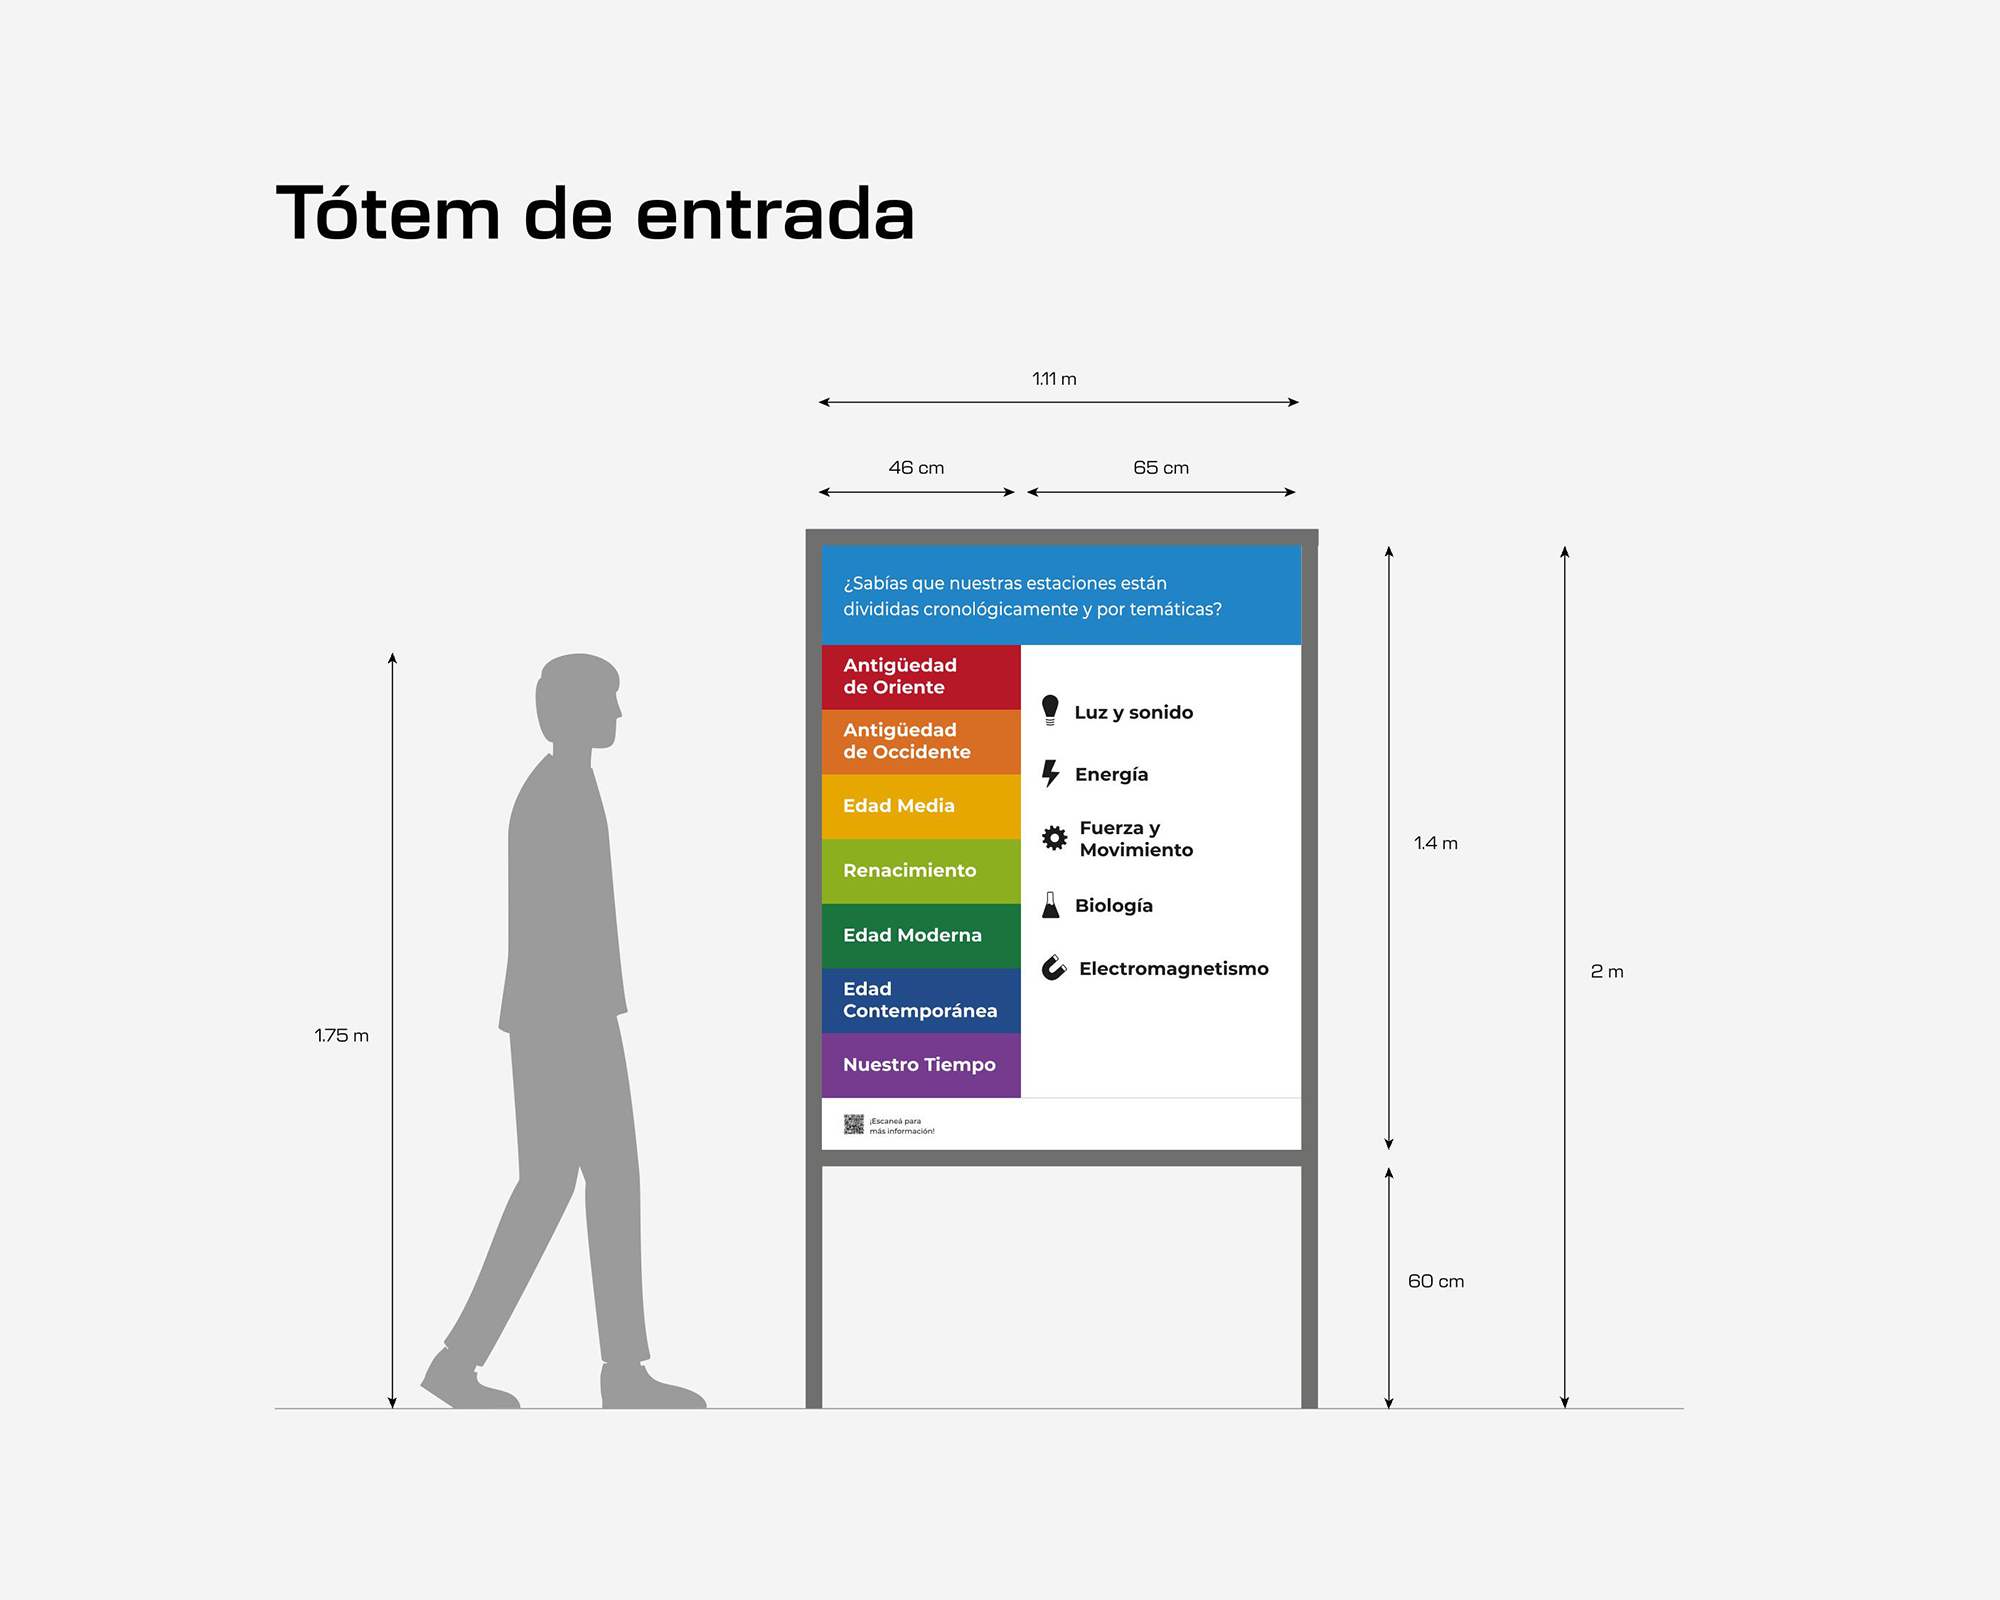 Tótem de entrada
1.11 m
46 cm
65 cm
¿Sabías que nuestras estaciones están
divididas cronológicamente y por temáticas?
Antigüedad
de Oriente
Antigüedad
de Occidente
Edad Media
Renacimiento
Edad Moderna
Edad
Contemporánea
Nuestro Tiempo
Luz y sonido
Energía
Fuerza y
Movimiento
Biología
Electromagnetismo
¡Escaneá para
más información!
1.75 m
1.4 m
2 m
60 cm